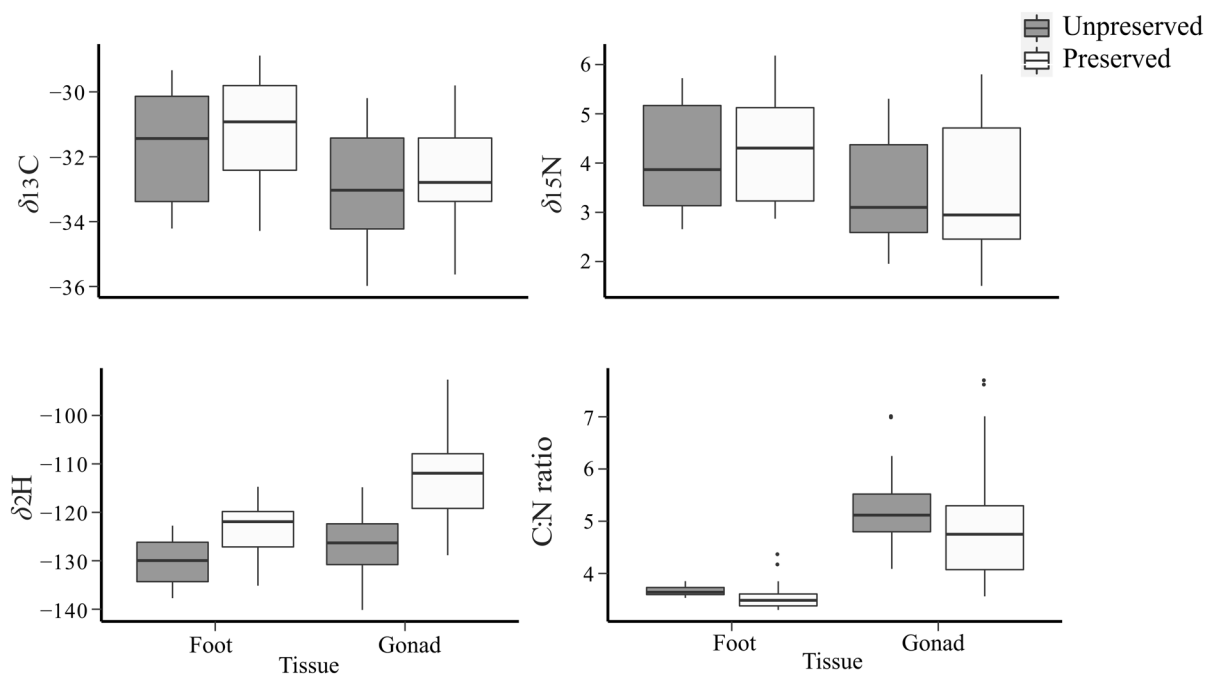 Unpreserved
Preserved
δ13C
−30
−32
−34
−36
δ15N
6
5
4
3
2
δ2H
−100
−110
−120
−130
−140
Foot
Gonad
Tissue
C:N ratio
7
6
5
4
Foot
Gonad
Tissue